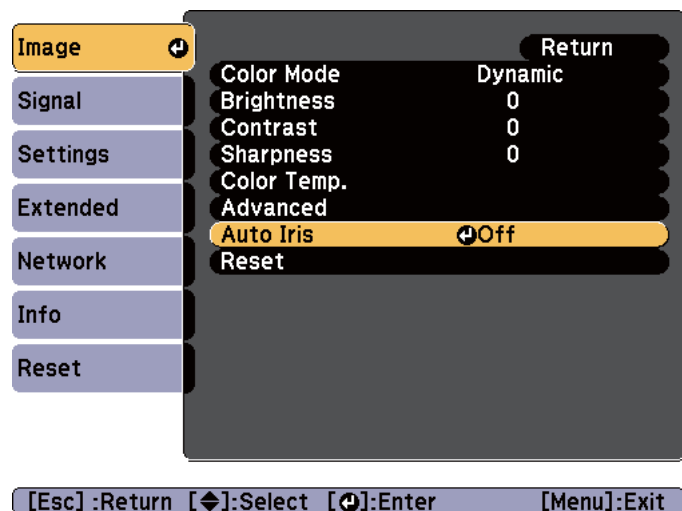 Image
Signal
Settings
Extended
Network
Info
Reset
Return
Color Mode Dynamic
Brightness 0
Contrast 0
Sharpness 0
Color Temp.
Advanced
Auto Iris Off
Reset
[Esc] :Return [ ]:Select [ ]:Enter [Menu]:Exit